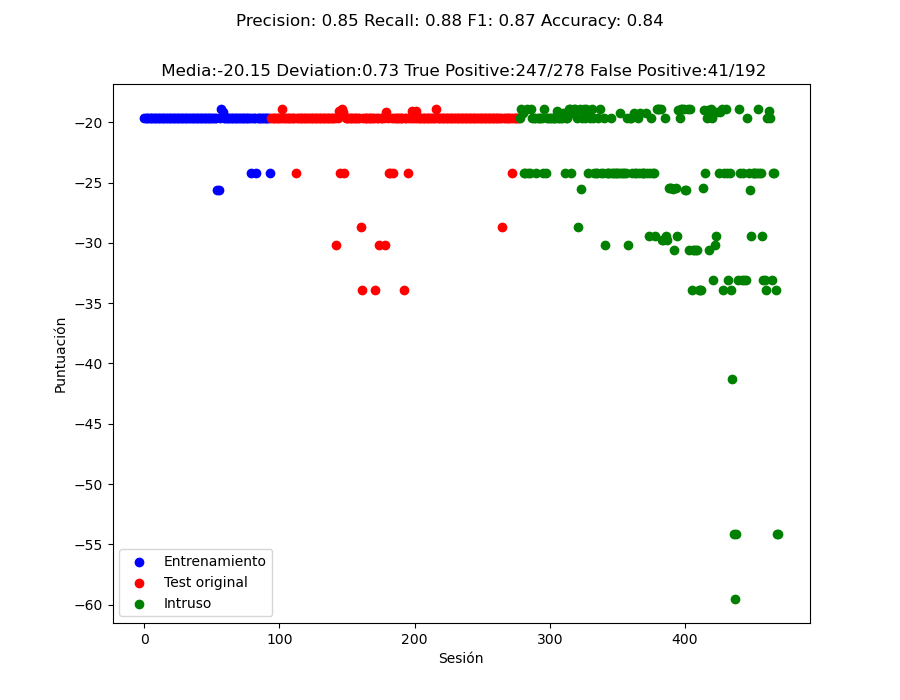 Precision: 0.85 Recall: 0.88 F1: 0.87 Accuracy: 0.84
Media:-20.15 Deviation:0.73 True Positive:247/278 False Positive:41/192
−20
−25
−30
−35
−40
−45
−50
−55
−60
Puntuación
Entrenamiento
Test original
Intruso
0
100
200
300
400
Sesión